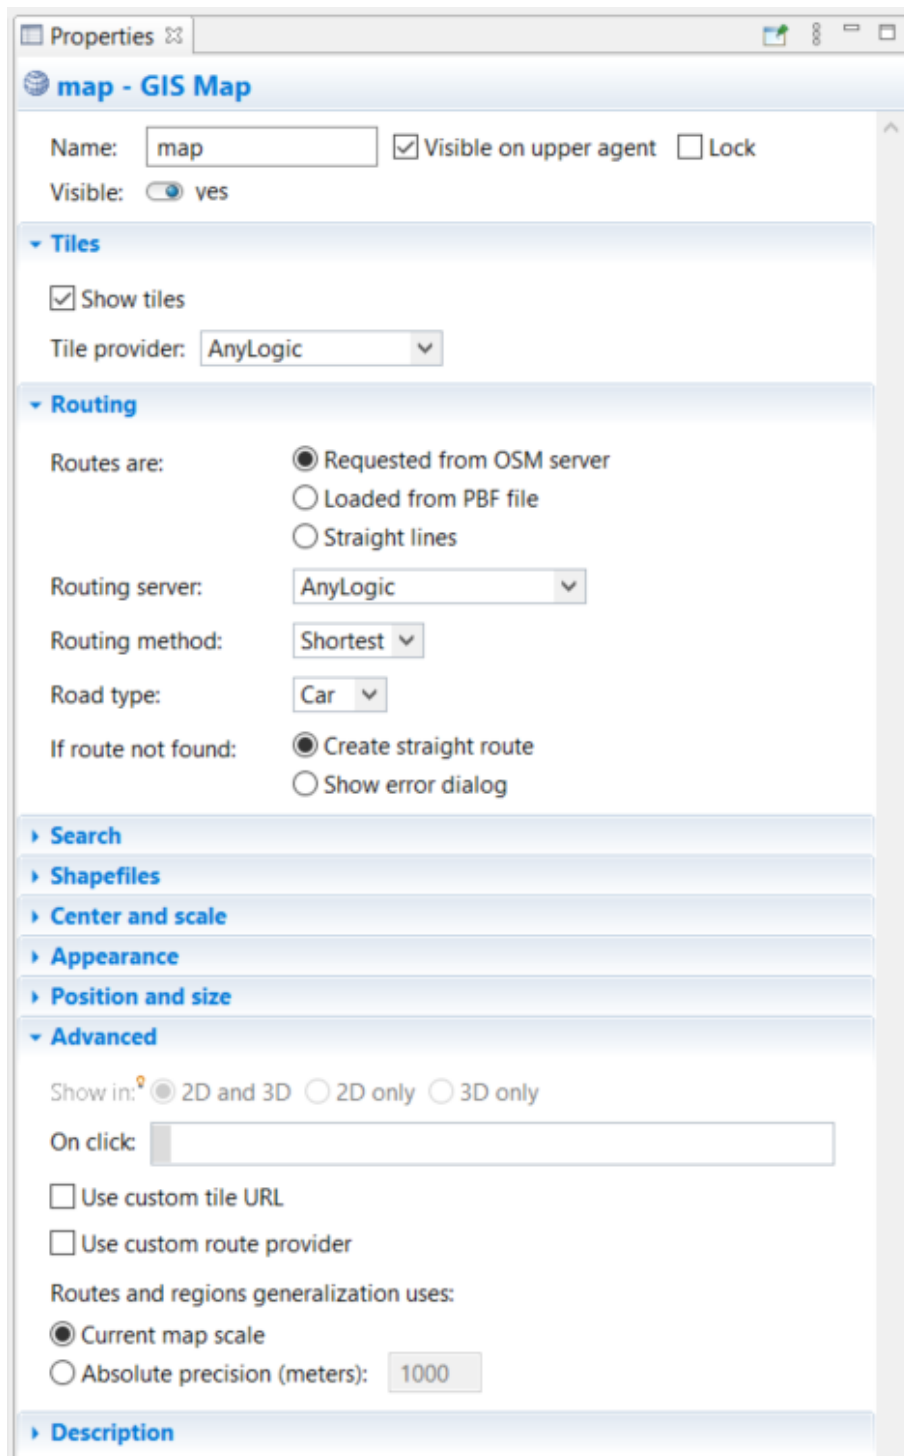 Properties
map - GIS Map
Name: map Visible on upper agent Lock
Visible: yes
Tiles
Show tiles
Tile provider: AnyLogic
Routing
Routes are: Requested from OSM server
Loaded from PBF file
Straight lines
Routing server: AnyLogic
Routing method: Shortest
Road type: Car
If route not found: Create straight route
Show error dialog
Search
Shapefiles
Center and scale
Appearance
Position and size
Advanced
Show in: 2D and 3D 2D only 3D only
On click:
Use custom tile URL
Use custom route provider
Routes and regions generalization uses:
Current map scale
Absolute precision (meters): 1000
Description